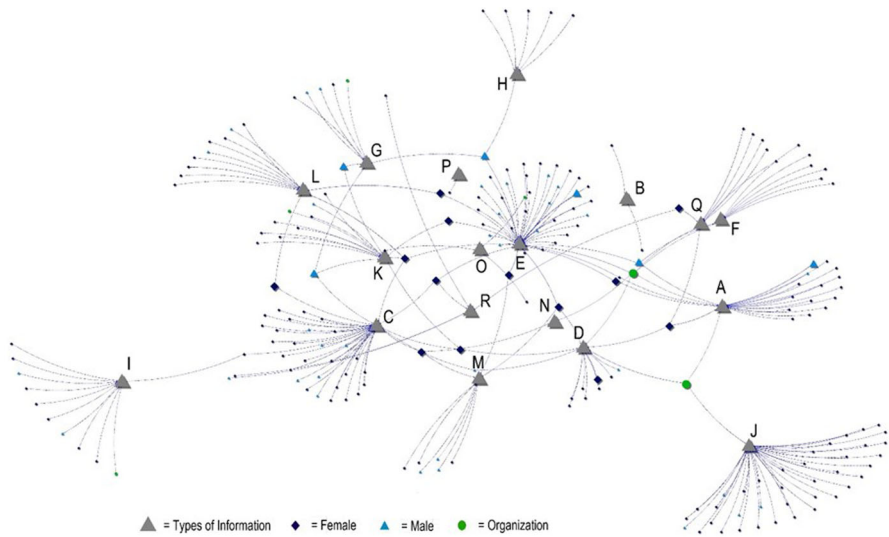 H
G
P
L
B
Q
F
K
O
E
A
R
N
C
D
M
I
J
= Types of Information = Female = Male = Organization